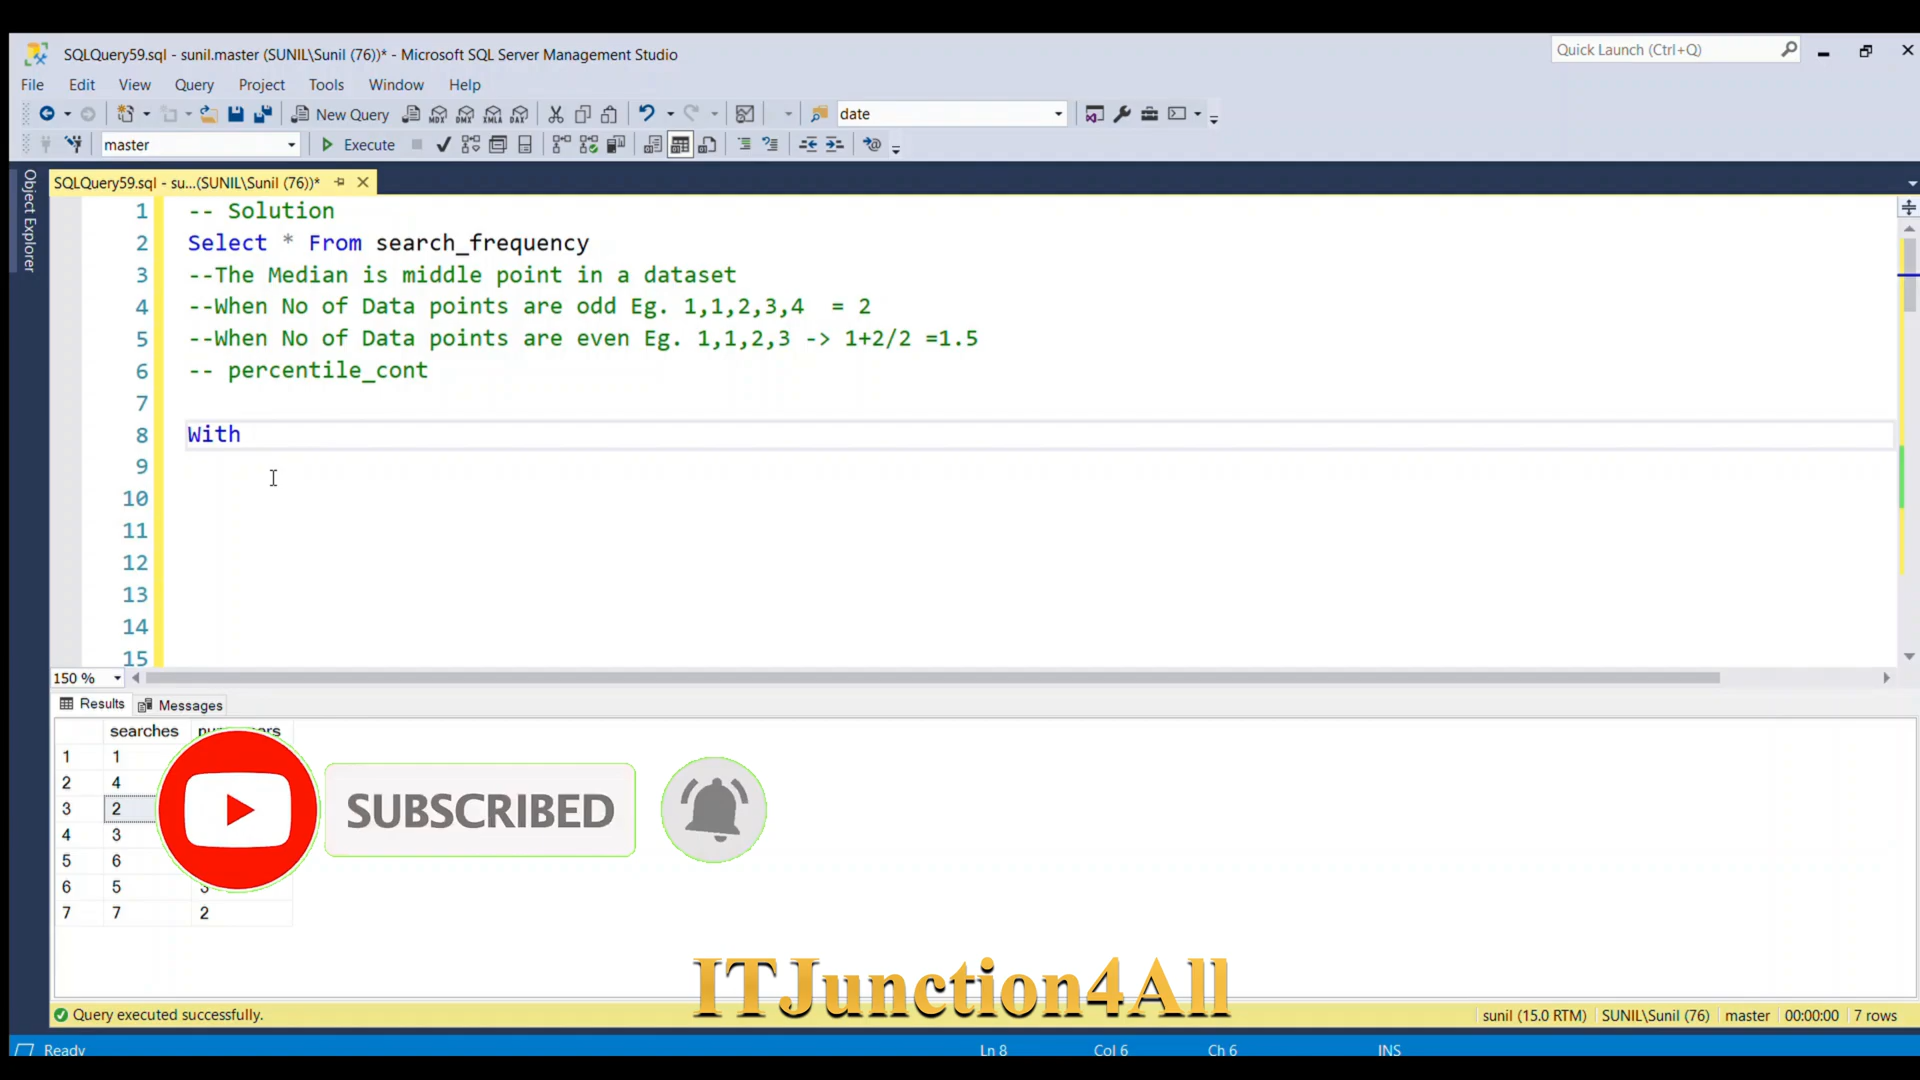 SQLQuery59.sql - sunil.master (SUNIL\Sunil (76))* - Microsoft SQL Server Management Studio
Quick Launch (Ctrl+Q)
File Edit View Query Project Tools Window Help
New Query
date
master
Execute
Object Explorer
SQLQuery59.sql - su...(SUNIL\Sunil (76))*
1 -- Solution
2 Select * From search_frequency
3 --The Median is middle point in a dataset
4 --When No of Data points are odd Eg. 1,1,2,3,4 = 2
5 --When No of Data points are even Eg. 1,1,2,3 -> 1+2/2 =1.5
6 -- percentile_cont
7
8 With
9
10
11
12
13
14
15
150 %
Results Messages
searches
1 1
2 4
3 2
4 3
5 6
6 5
7 7 2
SUBSCRIBED
ITJunction4All
Query executed successfully.
sunil (15.0 RTM) SUNIL\Sunil (76) master 00:00:00 7 rows
Ready Ln 8 Col 6 Ch 6 INS